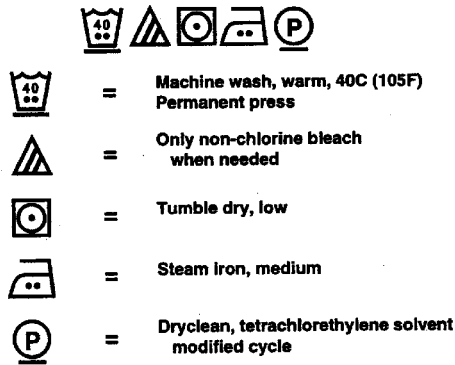 40 P
40 = Machine wash, warm, 40C (105F)
Permanent press
= Only non-chlorine bleach
when needed
= Tumble dry, low
= Steam iron, medium
P = Dryclean, tetrachlorethylene solvent
modified cycle